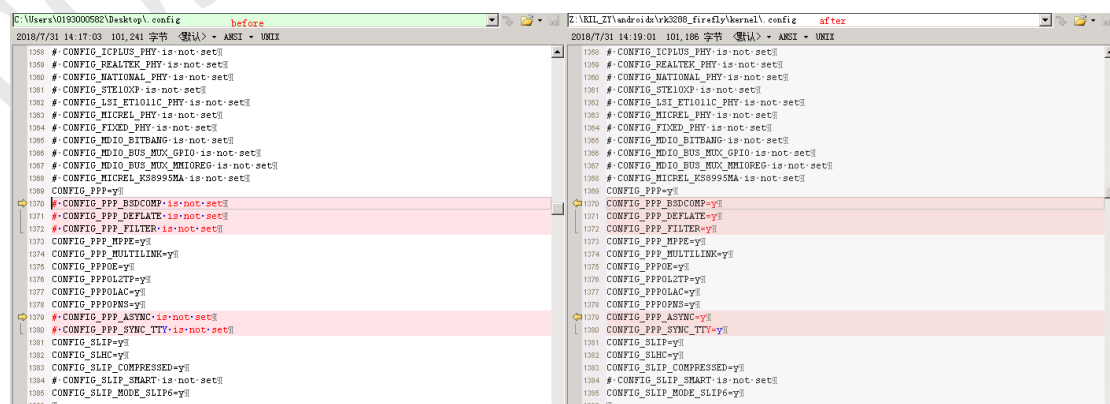 C:\Users\0193000582\Desktop\.config before
2018/7/31 14:17:03 101,241 字节 <默认> ANSI UNIX
1358 # CONFIG_ICPLUS_PHY is not set¶
1359 # CONFIG_REALTEK_PHY is not set¶
1360 # CONFIG_NATIONAL_PHY is not set¶
1361 # CONFIG_STE10XP is not set¶
1362 # CONFIG_LSI_ET1011C_PHY is not set¶
1363 # CONFIG_MICREL_PHY is not set¶
1364 # CONFIG_FIXED_PHY is not set¶
1365 # CONFIG_MDIO_BITBANG is not set¶
1366 # CONFIG_MDIO_BUS_MUX_GPIO is not set¶
1367 # CONFIG_MDIO_BUS_MUX_MMIOREG is not set¶
1368 # CONFIG_MICREL_KS8995MA is not set¶
1369 CONFIG_PPP=y¶
1370 # CONFIG_PPP_BSDCOMP is not set¶
1371 # CONFIG_PPP_DEFLATE is not set¶
1372 # CONFIG_PPP_FILTER is not set¶
1373 CONFIG_PPP_MPPE=y¶
1374 CONFIG_PPP_MULTILINK=y¶
1375 CONFIG_PPPOE=y¶
1376 CONFIG_PPPOL2TP=y¶
1377 CONFIG_PPPOLAC=y¶
1378 CONFIG_PPPOPNS=y¶
1379 # CONFIG_PPP_ASYNC is not set¶
1380 # CONFIG_PPP_SYNC_TTY is not set¶
1381 CONFIG_SLIP=y¶
1382 CONFIG_SLHC=y¶
1383 CONFIG_SLIP_COMPRESSED=y¶
1384 # CONFIG_SLIP_SMART is not set¶
1385 CONFIG_SLIP_MODE_SLIP6=y¶
Z:\RIL_ZY\androidx\rk3288_firefly\kernel\.config after
2018/7/31 14:19:01 101,186 字节 <默认> ANSI UNIX
1358 # CONFIG_ICPLUS_PHY is not set¶
1359 # CONFIG_REALTEK_PHY is not set¶
1360 # CONFIG_NATIONAL_PHY is not set¶
1361 # CONFIG_STE10XP is not set¶
1362 # CONFIG_LSI_ET1011C_PHY is not set¶
1363 # CONFIG_MICREL_PHY is not set¶
1364 # CONFIG_FIXED_PHY is not set¶
1365 # CONFIG_MDIO_BITBANG is not set¶
1366 # CONFIG_MDIO_BUS_MUX_GPIO is not set¶
1367 # CONFIG_MDIO_BUS_MUX_MMIOREG is not set¶
1368 # CONFIG_MICREL_KS8995MA is not set¶
1369 CONFIG_PPP=y¶
1370 CONFIG_PPP_BSDCOMP=y¶
1371 CONFIG_PPP_DEFLATE=y¶
1372 CONFIG_PPP_FILTER=y¶
1373 CONFIG_PPP_MPPE=y¶
1374 CONFIG_PPP_MULTILINK=y¶
1375 CONFIG_PPPOE=y¶
1376 CONFIG_PPPOL2TP=y¶
1377 CONFIG_PPPOLAC=y¶
1378 CONFIG_PPPOPNS=y¶
1379 CONFIG_PPP_ASYNC=y¶
1380 CONFIG_PPP_SYNC_TTY=y¶
1381 CONFIG_SLIP=y¶
1382 CONFIG_SLHC=y¶
1383 CONFIG_SLIP_COMPRESSED=y¶
1384 # CONFIG_SLIP_SMART is not set¶
1385 CONFIG_SLIP_MODE_SLIP6=y¶